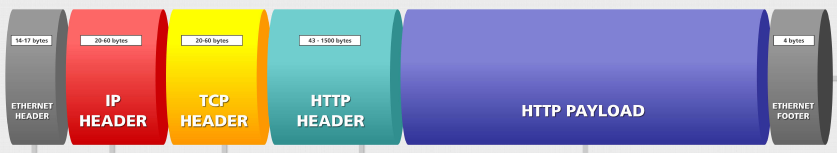 14-17 bytes
20-60 bytes
20-60 bytes
43 - 1500 bytes
4 bytes
ETHERNET
HEADER
IP
HEADER
TCP
HEADER
HTTP
HEADER
HTTP PAYLOAD
ETHERNET
FOOTER